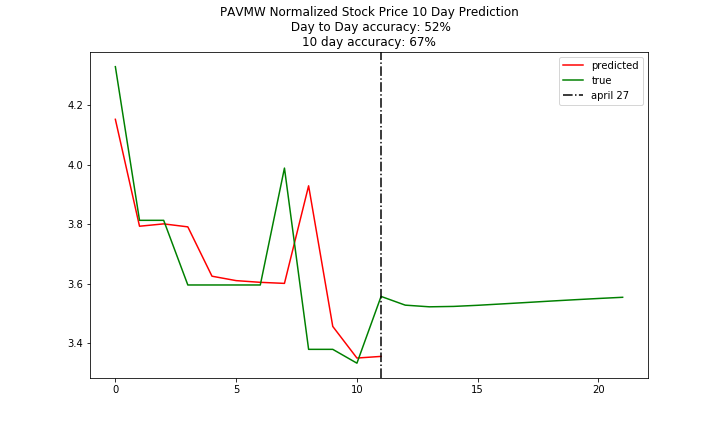 PAVMW Normalized Stock Price 10 Day Prediction
Day to Day accuracy: 52%
10 day accuracy: 67%
predicted
true
april 27
4.2
4.0
3.8
3.6
3.4
0 5 10 15 20